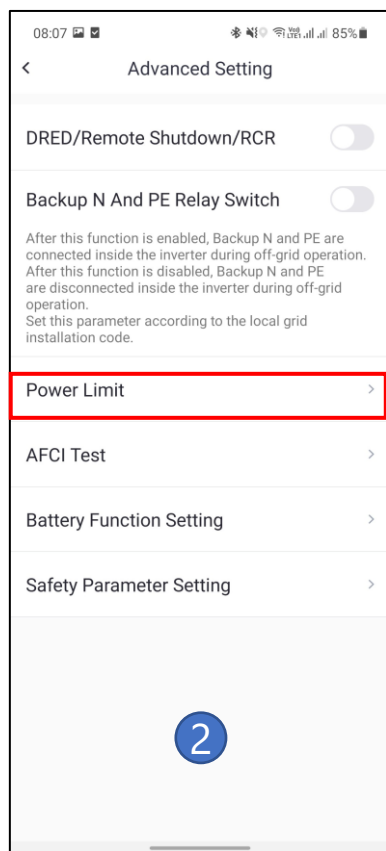 08:07 85%
Advanced Setting
DRED/Remote Shutdown/RCR
Backup N And PE Relay Switch
After this function is enabled, Backup N and PE are
connected inside the inverter during off-grid operation.
After this function is disabled, Backup N and PE
are disconnected inside the inverter during off-grid
operation.
Set this parameter according to the local grid
installation code.
Power Limit
AFCI Test
Battery Function Setting
Safety Parameter Setting
2